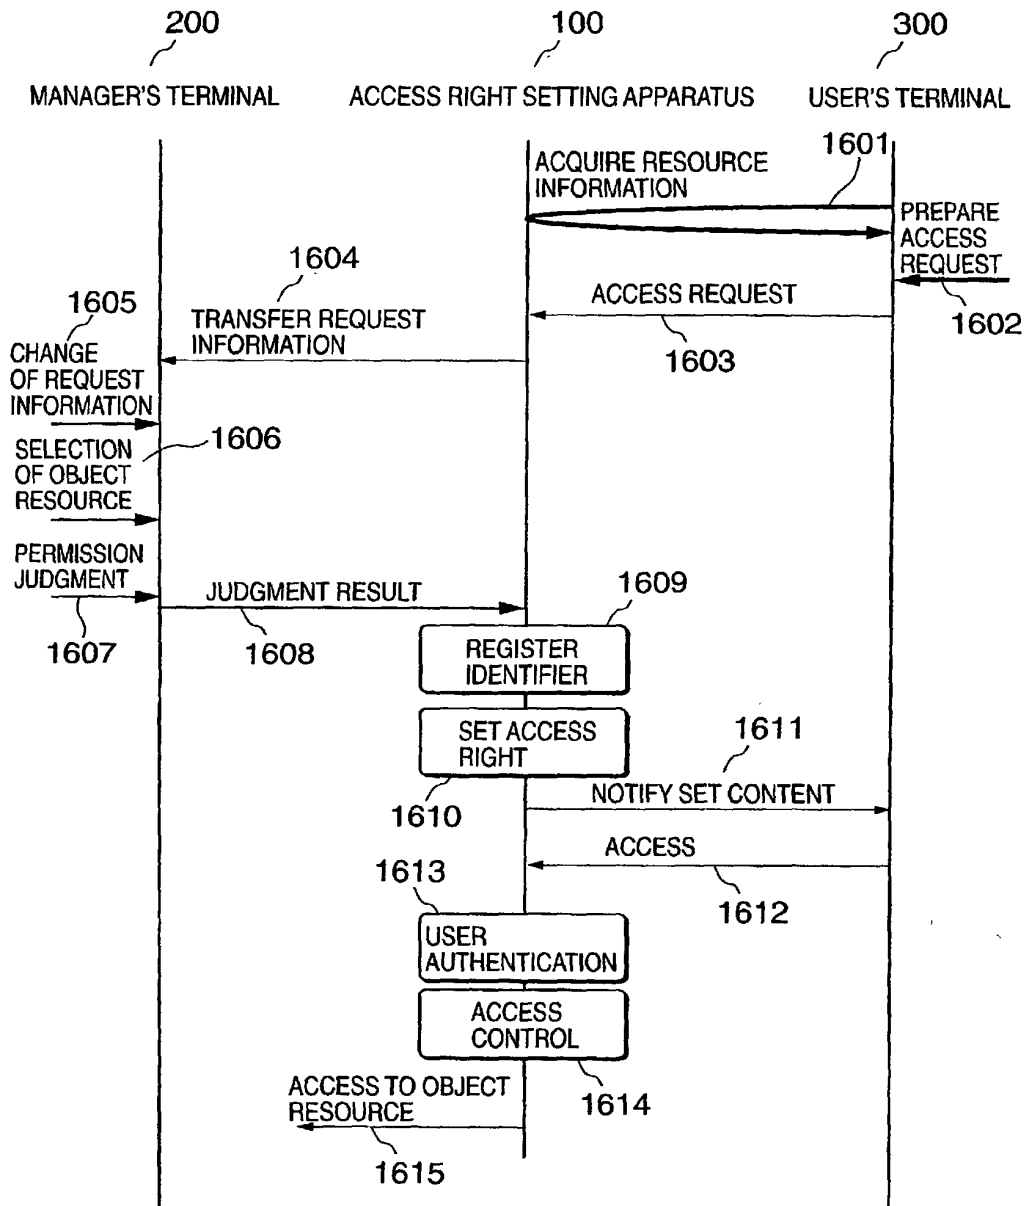 200
100
300
MANAGER'S TERMINAL
ACCESS RIGHT SETTING APPARATUS
USER'S TERMINAL
1601
ACQUIRE RESOURCE
INFORMATION
PREPARE
ACCESS
REQUEST
1602
ACCESS REQUEST
1603
1604
TRANSFER REQUEST
INFORMATION
1605
CHANGE
OF REQUEST
INFORMATION
1606
SELECTION
OF OBJECT
RESOURCE
PERMISSION
JUDGMENT
1607
JUDGMENT RESULT
1608
1609
REGISTER
IDENTIFIER
SET ACCESS
RIGHT
1610
1611
NOTIFY SET CONTENT
ACCESS
1612
1613
USER
AUTHENTICATION
ACCESS
CONTROL
1614
ACCESS TO OBJECT
RESOURCE
1615